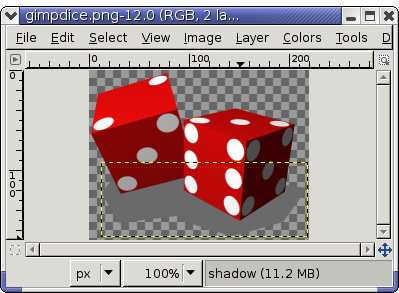 gimpdice.png-12.0 (RGB, 2 la...
File Edit Select View Image Layer Colors Tools D
0 100 200
0
100
px 100% shadow (11.2 MB)